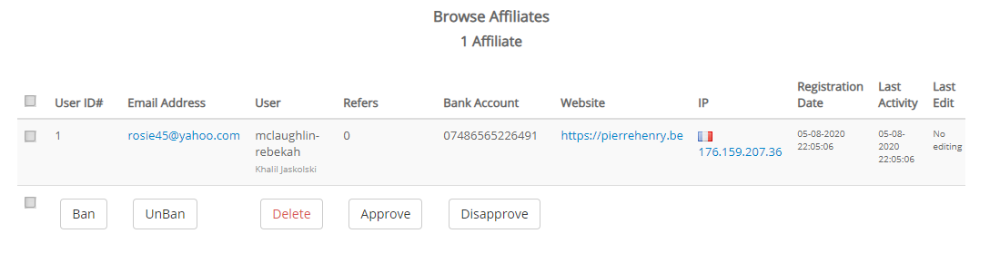 Browse Affiliates
1 Affiliate
User ID# Email Address User Refers Bank Account Website IP Registration Date Last Activity Last Edit
1 rosie45@yahoo.com mclaughlin-rebekah 0 07486565226491 https://pierrehenry.be 176.159.207.36 05-08-2020 22:05:06 05-08-2020 22:05:06 No editing
Khalil Jaskolski
Ban UnBan Delete Approve Disapprove